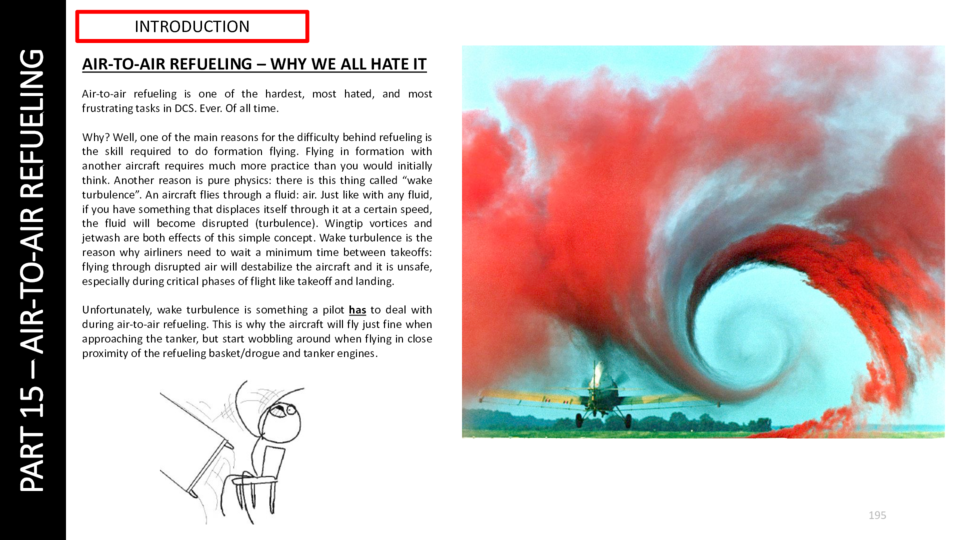 PART 15 – AIR-TO-AIR REFUELING
INTRODUCTION
AIR-TO-AIR REFUELING – WHY WE ALL HATE IT
Air-to-air refueling is one of the hardest, most hated, and most
frustrating tasks in DCS. Ever. Of all time.
Why? Well, one of the main reasons for the difficulty behind refueling is
the skill required to do formation flying. Flying in formation with
another aircraft requires much more practice than you would initially
think. Another reason is pure physics: there is this thing called “wake
turbulence”. An aircraft flies through a fluid: air. Just like with any fluid,
if you have something that displaces itself through it at a certain speed,
the fluid will become disrupted (turbulence). Wingtip vortices and
jetwash are both effects of this simple concept. Wake turbulence is the
reason why airliners need to wait a minimum time between takeoffs:
flying through disrupted air will destabilize the aircraft and it is unsafe,
especially during critical phases of flight like takeoff and landing.
Unfortunately, wake turbulence is something a pilot has to deal with
during air-to-air refueling. This is why the aircraft will fly just fine when
approaching the tanker, but start wobbling around when flying in close
proximity of the refueling basket/drogue and tanker engines.
195